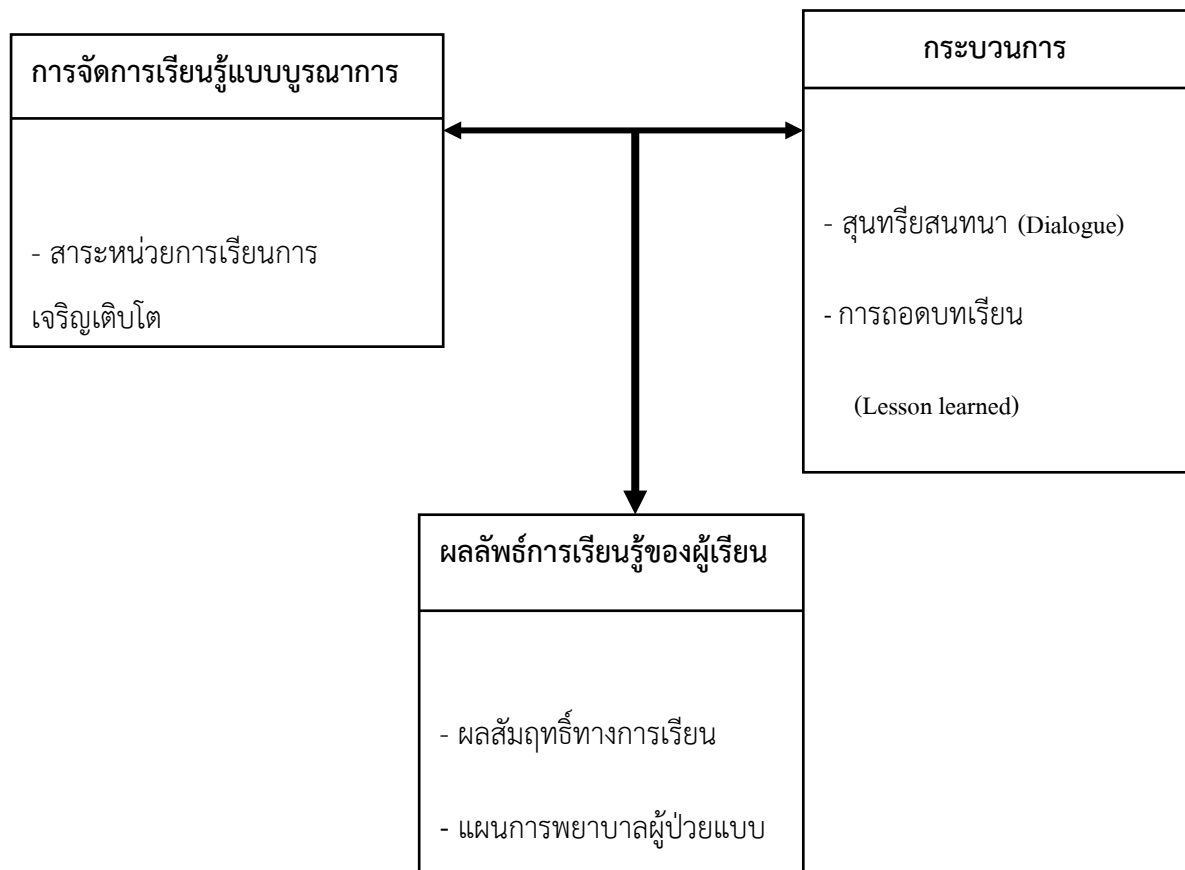 การจัดการเรียนรู้แบบบูรณาการ
- สาระหน่วยการเรียนการ
เจริญเติบโต
กระบวนการ
- สุนทรียสนทนา (Dialogue)
- การถอดบทเรียน
(Lesson learned)
ผลลัพธ์การเรียนรู้ของผู้เรียน
- ผลสัมฤทธิ์ทางการเรียน
- แผนการพยาบาลผู้ป่วยแบบ